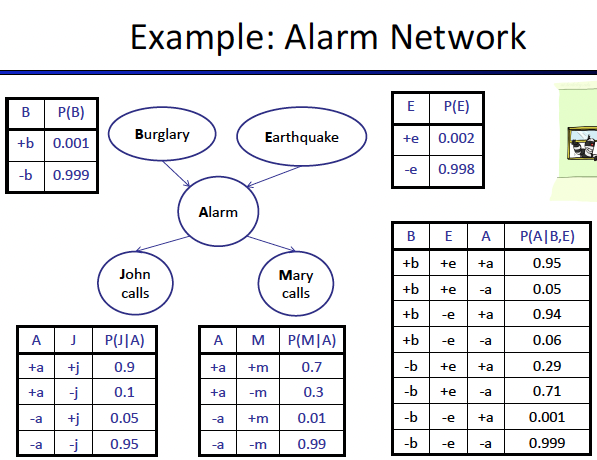 Example: Alarm Network
B P(B)
+b 0.001
-b 0.999
Burglary
Earthquake
E P(E)
+e 0.002
-e 0.998
Alarm
John
calls
Mary
calls
A J P(J|A)
+a +j 0.9
+a -j 0.1
-a +j 0.05
-a -j 0.95
A M P(M|A)
+a +m 0.7
+a -m 0.3
-a +m 0.01
-a -m 0.99
B E A P(A|B,E)
+b +e +a 0.95
+b +e -a 0.05
+b -e +a 0.94
+b -e -a 0.06
-b +e +a 0.29
-b +e -a 0.71
-b -e +a 0.001
-b -e -a 0.999